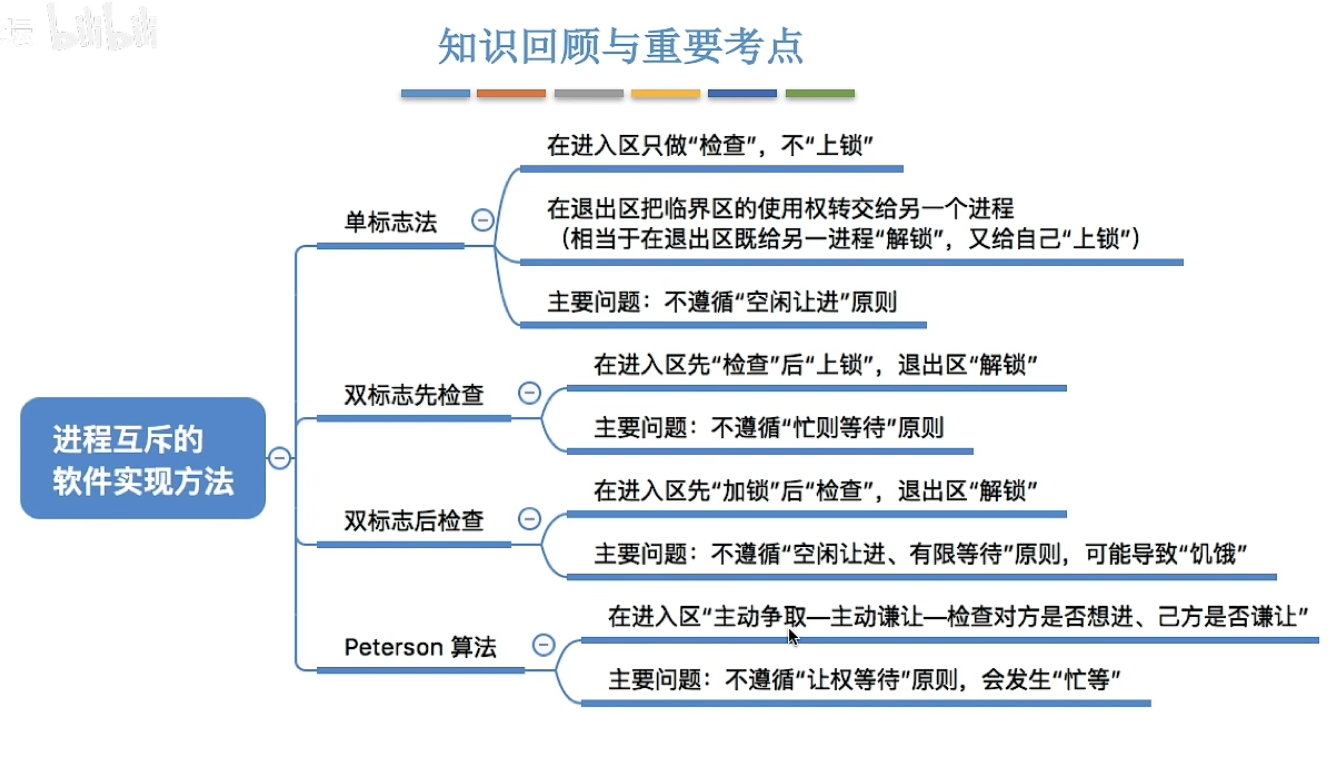 坛 bilibili
知识回顾与重要考点
在进入区只做“检查”，不“上锁”
单标志法
在退出区把临界区的使用权转交给另一个进程
（相当于在退出区既给另一进程“解锁”，又给自己“上锁”）
主要问题：不遵循“空闲让进”原则
在进入区先“检查”后“上锁”，退出区“解锁”
双标志先检查
主要问题：不遵循“忙则等待”原则
进程互斥的
软件实现方法
在进入区先“加锁”后“检查”，退出区“解锁”
双标志后检查
主要问题：不遵循“空闲让进、有限等待”原则，可能导致“饥饿”
在进入区“主动争取—主动谦让—检查对方是否想进、己方是否谦让”
Peterson 算法
主要问题：不遵循“让权等待”原则，会发生“忙等”